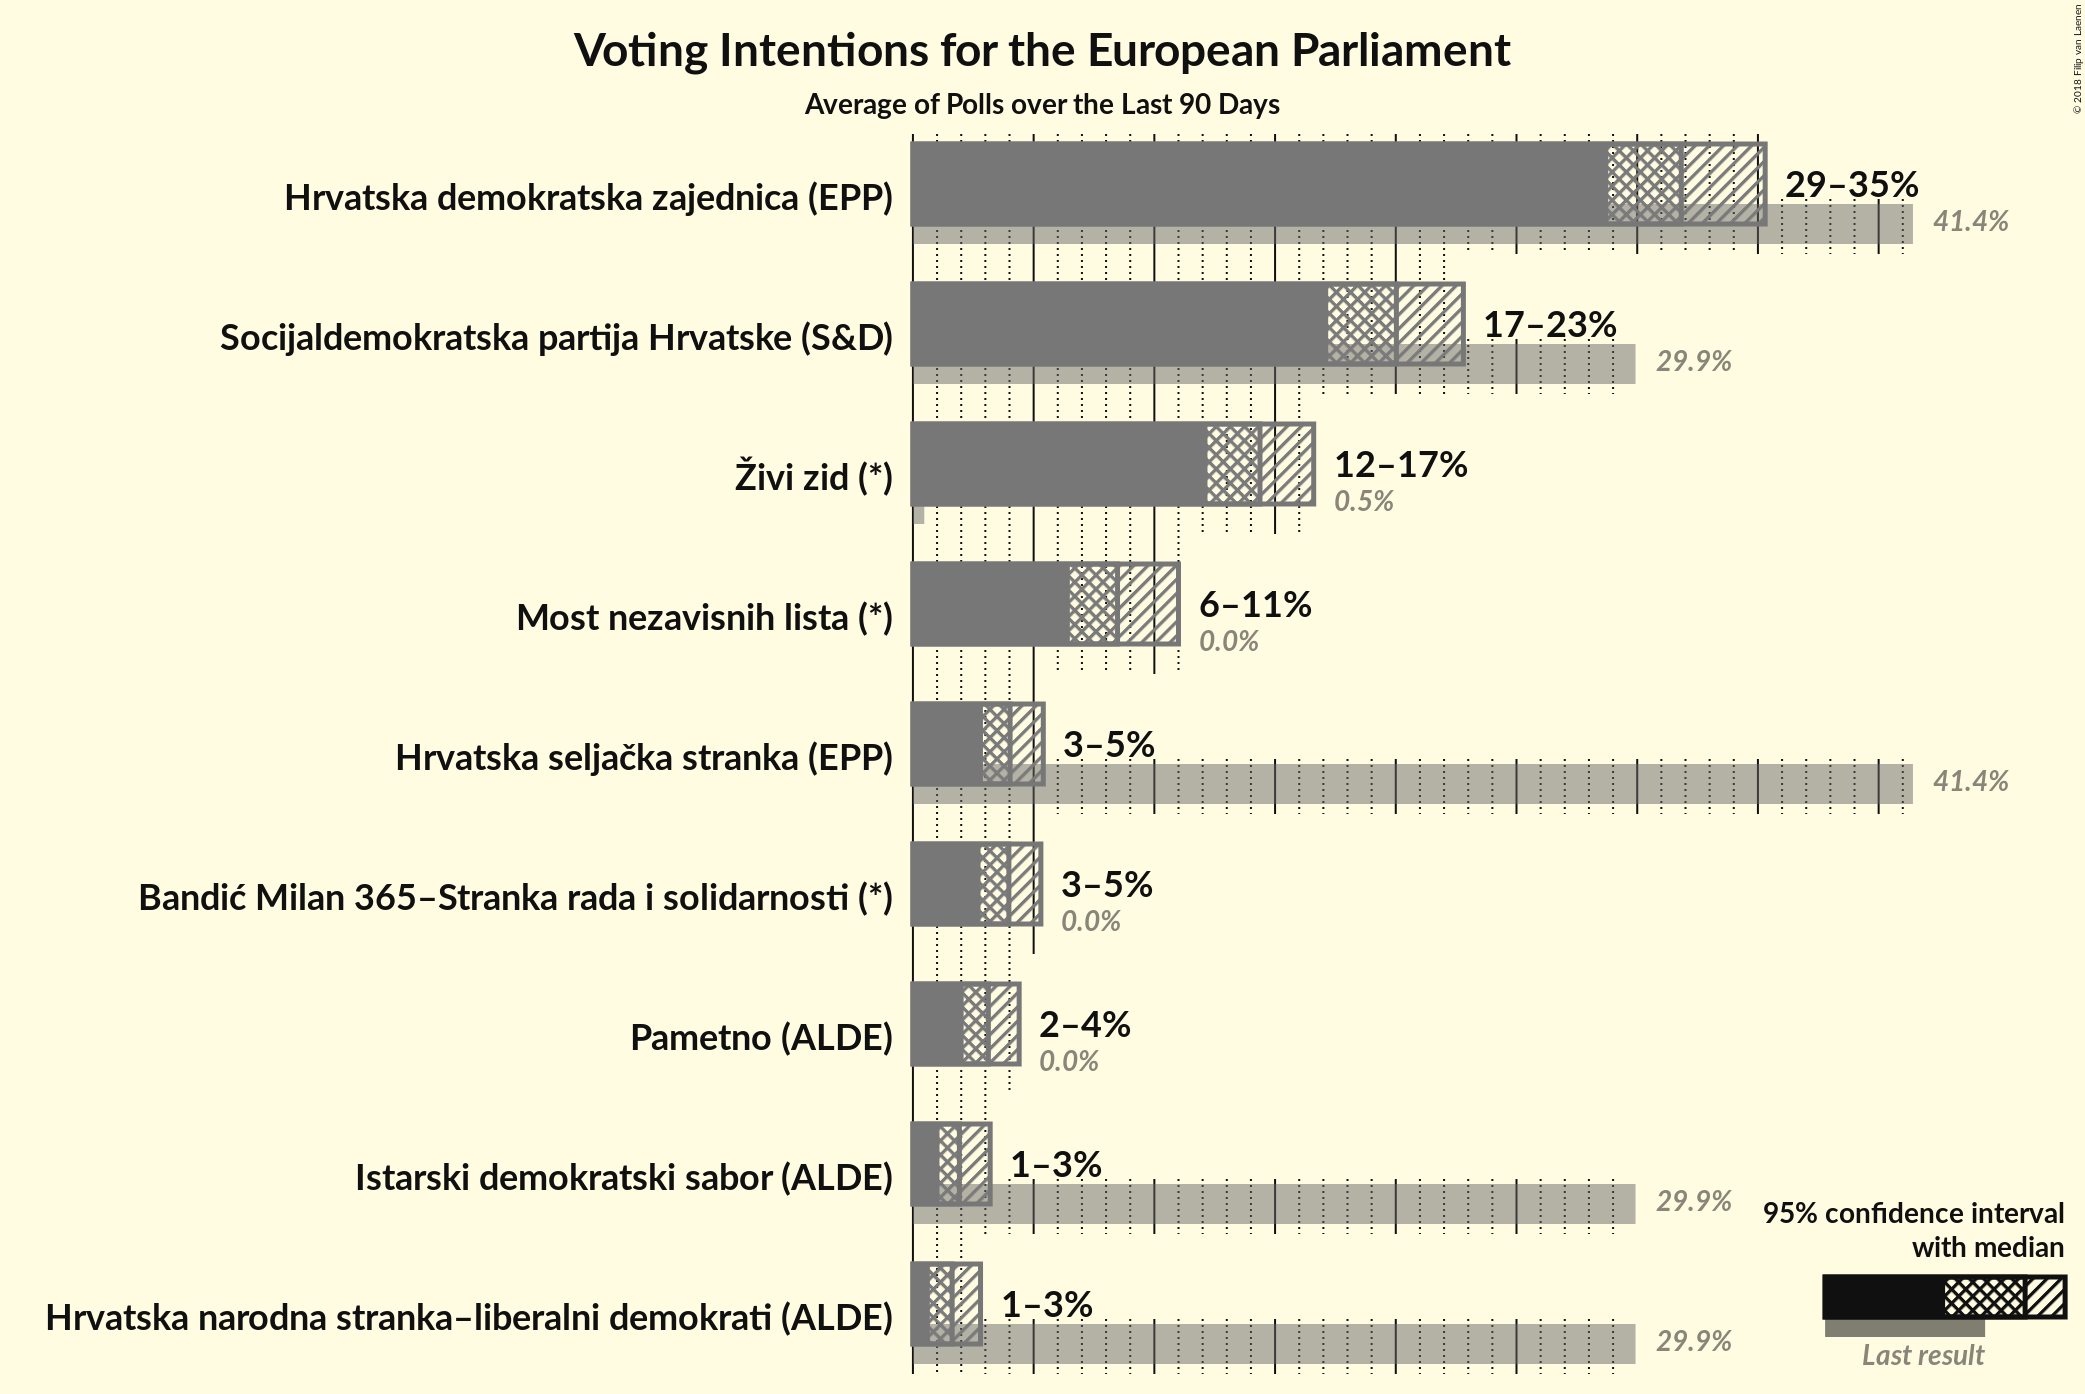 Voting Intentions for the European Parliament
Average of Polls over the Last 90 Days
© 2018 Filip van Laenen
Hrvatska demokratska zajednica (EPP)
29–35%
41.4%
Socijaldemokratska partija Hrvatske (S&D)
17–23%
29.9%
Živi zid (*)
12–17%
0.5%
Most nezavisnih lista (*)
6–11%
0.0%
Hrvatska seljačka stranka (EPP)
3–5%
41.4%
Bandić Milan 365–Stranka rada i solidarnosti (*)
3–5%
0.0%
Pametno (ALDE)
2–4%
0.0%
Istarski demokratski sabor (ALDE)
1–3%
29.9%
Hrvatska narodna stranka–liberalni demokrati (ALDE)
1–3%
29.9%
95% confidence interval
with median
Last result